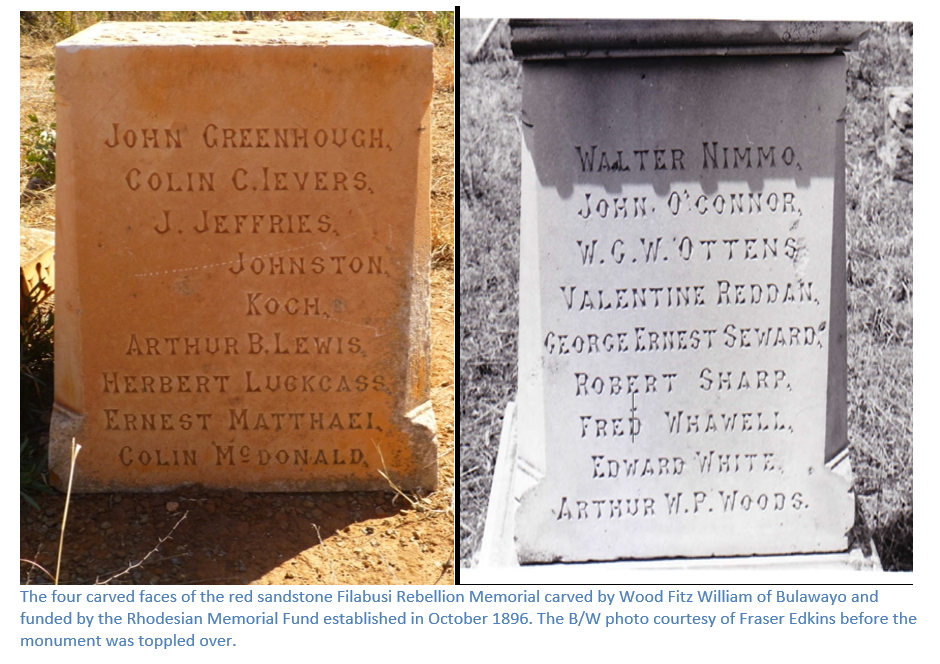 JOHN GREENHOUGH,
COLIN C. IEVERS,
J. JEFFRIES,
JOHNSTON,
KOCH,
ARTHUR B. LEWIS,
HERBERT LUCKCASS,
ERNEST MATTHAEI,
COLIN McDONALD,
WALTER NIMMO,
JOHN. O'CONNOR,
W.G.W. OTTENS
VALENTINE REDDAN,
GEORGE ERNEST SEWARD,
ROBERT SHARP,
FRED WHAWELL,
EDWARD WHITE,
ARTHUR W.P. WOODS.
The four carved faces of the red sandstone Filabusi Rebellion Memorial carved by Wood Fitz William of Bulawayo and
funded by the Rhodesian Memorial Fund established in October 1896. The B/W photo courtesy of Fraser Edkins before the
monument was toppled over.